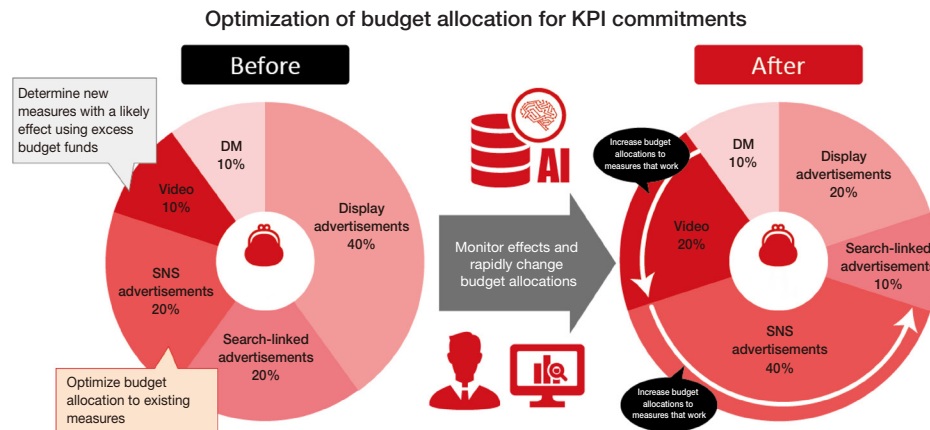 Optimization of budget allocation for KPI commitments
Before
Determine new
measures with a likely
effect using excess
budget funds
DM
10%
Video
10%
Display
advertisements
40%
SNS
advertisements
20%
Search-linked
advertisements
20%
Optimize budget
allocation to existing
measures
AI
Monitor effects and
rapidly change
budget allocations
After
Increase budget
allocations to
measures that work
DM
10%
Display
advertisements
20%
Video
20%
Search-linked
advertisements
10%
SNS
advertisements
40%
Increase budget
allocations to
measures that work